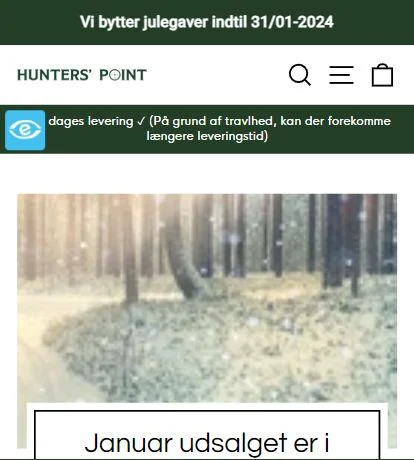 Vi bytter julegaver indtil 31/01-2024
HUNTERS' POINT
dages levering ✓ (På grund af travlhed, kan der forekomme
længere leveringstid)
Januar udsalget er i